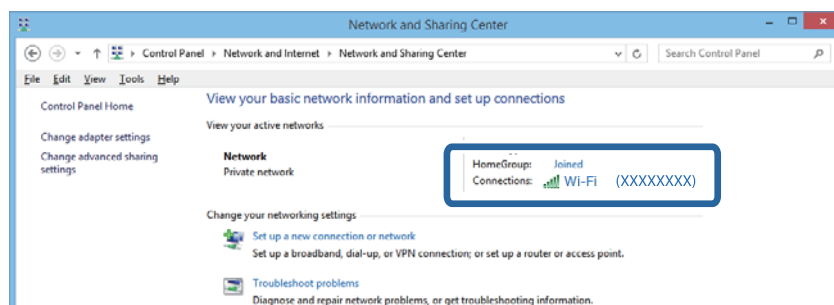 Network and Sharing Center
Control Panel Network and Internet Network and Sharing Center Search Control Panel
File Edit View Tools Help
Control Panel Home
Change adapter settings
Change advanced sharing
settings
View your basic network information and set up connections
View your active networks
Network
Private network
HomeGroup: Joined
Connections: Wi-Fi (XXXXXXXX)
Change your networking settings
Set up a new connection or network
Set up a broadband, dial-up, or VPN connection; or set up a router or access point.
Troubleshoot problems
Diagnose and repair network problems, or get troubleshooting information.